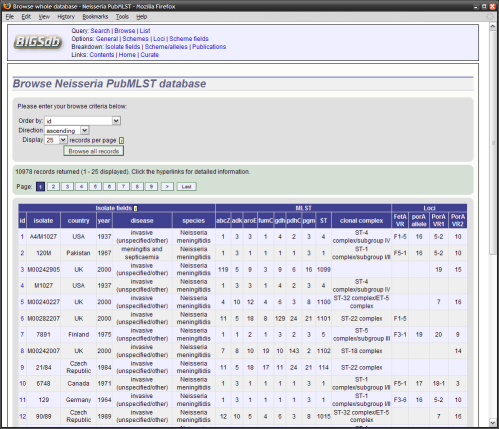 Browse whole database - Neisseria PubMLST - Mozilla Firefox
File Edit View History Bookmarks Tools Help
BIGSdb
Query: Search | Browse | List
Options: General | Schemes | Loci | Scheme fields
Breakdown: Isolate fields | Scheme/alleles | Publications
Links: Contents | Home | Curate
Browse Neisseria PubMLST database
Please enter your browse criteria below:
Order by: id
Direction ascending
Display 25 records per page i
Browse all records
10978 records returned (1 - 25 displayed). Click the hyperlinks for detailed information.
Page: 1 2 3 4 5 6 7 8 9 > Last
Isolate fields i MLST Loci
id isolate country year disease species abcZ adk aroE fumC gdh pdhC pgm ST clonal complex FetA VR porA allele PorA VR1 PorA VR2
1 A4/M1027 USA 1937 invasive (unspecified/other) Neisseria meningitidis 1 3 3 1 4 2 3 4 ST-4 complex/subgroup IV F1-5 16 5-2 10
2 120M Pakistan 1967 meningitis and septicaemia Neisseria meningitidis 1 3 1 1 1 1 3 1 ST-1 complex/subgroup I/II F5-1 16 5-2 10
3 M00242905 UK 2000 invasive (unspecified/other) Neisseria meningitidis 119 5 9 3 9 6 16 1099 19 15
4 M1027 USA 1937 invasive (unspecified/other) Neisseria meningitidis 1 3 3 1 4 2 3 4 ST-4 complex/subgroup IV
5 M00240227 UK 2000 invasive (unspecified/other) Neisseria meningitidis 4 10 12 4 6 3 8 1100 ST-32 complex/ET-5 complex 7 16
6 M00282207 UK 2000 invasive (unspecified/other) Neisseria meningitidis 11 5 18 8 129 24 21 1101 ST-22 complex F1-5
7 7891 Finland 1975 invasive (unspecified/other) Neisseria meningitidis 1 1 2 1 3 2 3 5 ST-5 complex/subgroup III F3-1 19 20 9
8 M00242007 UK 2000 invasive (unspecified/other) Neisseria meningitidis 7 8 10 19 10 143 2 1102 ST-18 complex 14
9 21/84 Czech Republic 1984 invasive (unspecified/other) Neisseria meningitidis 11 5 18 17 11 24 21 114 ST-22 complex
10 6748 Canada 1971 invasive (unspecified/other) Neisseria meningitidis 1 3 1 1 1 1 3 1 ST-1 complex/subgroup I/II F5-1 17 18-1 3
11 129 Germany 1964 invasive (unspecified/other) Neisseria meningitidis 1 3 1 1 1 1 3 1 ST-1 complex/subgroup I/II F3-6 16 5-2 10
12 90/89 Czech Republic 1989 invasive (unspecified/other) Neisseria meningitidis 12 10 5 4 6 3 8 1015 ST-32 complex/ET-5 complex 7 16